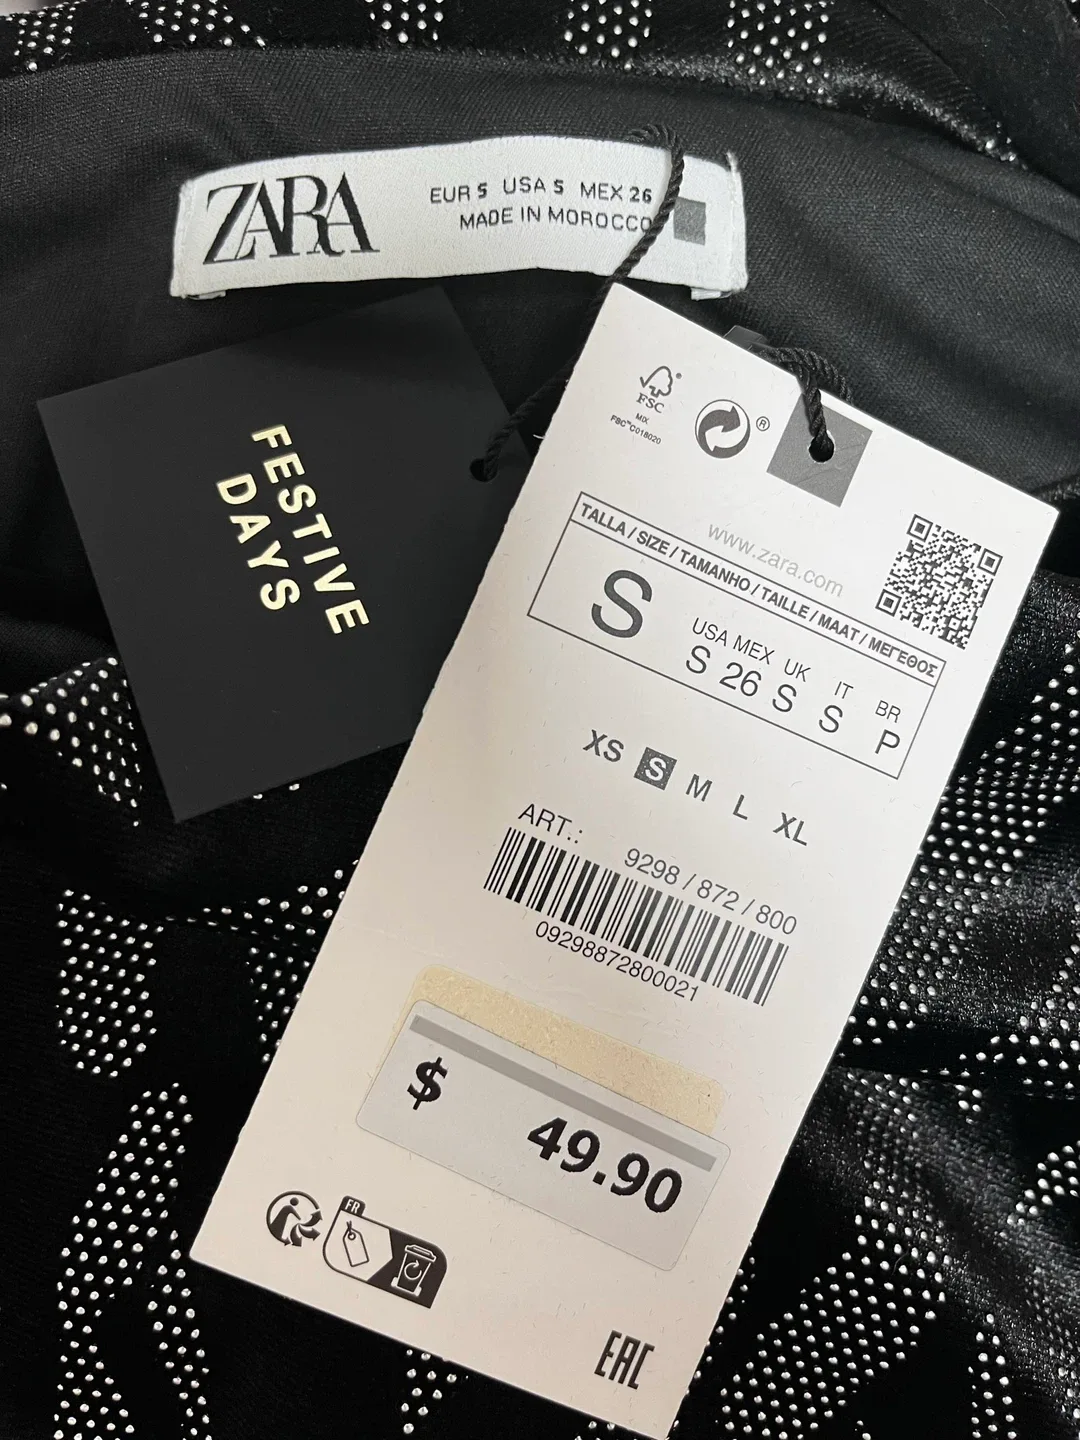 ZARA
EUR S USA S MEX 26
MADE IN MOROCCO
FESTIVE
DAYS
FSC
MIX
FSC™ C018020
®
www.zara.com
TALLA / SIZE / TAMANHO / TAILLE / MAAT / ΜΕΓΕΘΟΣ
S
USA MEX UK IT BR
S 26 S S P
XS S M L XL
ART.: 9298 / 872 / 800
09298872800021
$ 49.90
FR
EAC